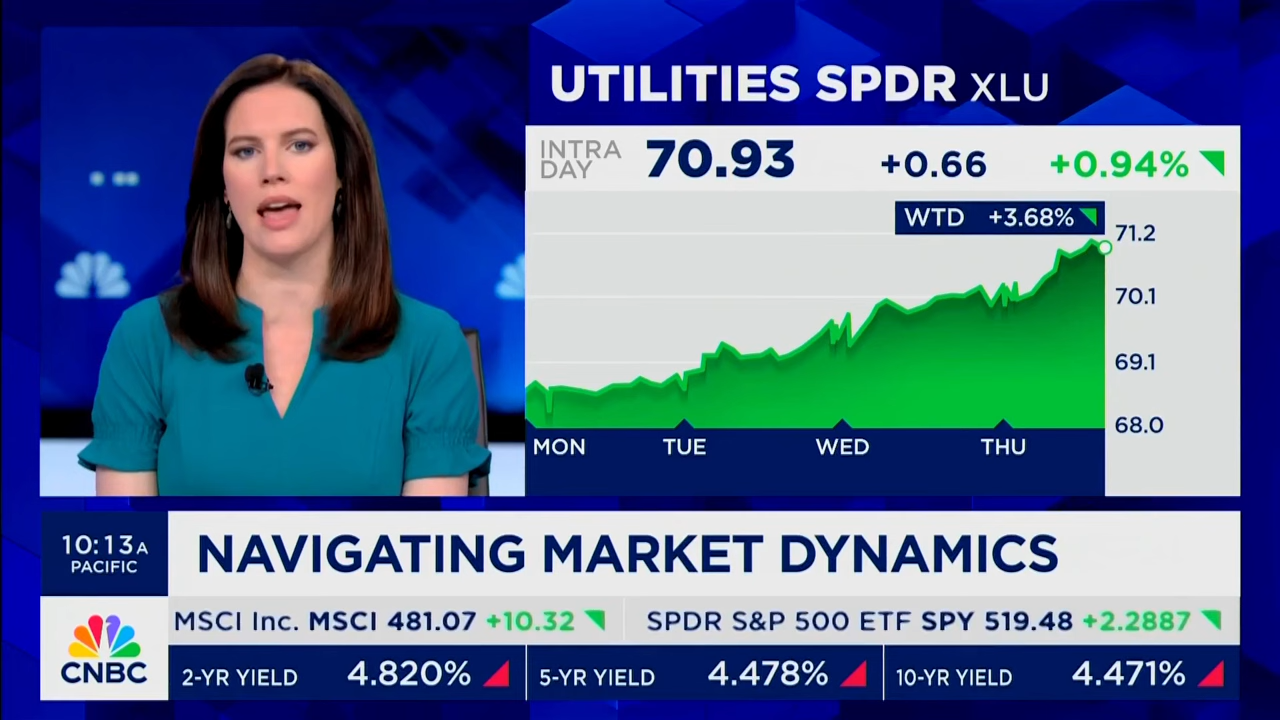 UTILITIES SPDR XLU
INTRA DAY 70.93 +0.66 +0.94%
WTD +3.68%
71.2
70.1
69.1
68.0
MON TUE WED THU
10:13A PACIFIC
NAVIGATING MARKET DYNAMICS
MSCI Inc. MSCI 481.07 +10.32 SPDR S&P 500 ETF SPY 519.48 +2.2887
CNBC
2-YR YIELD 4.820% 5-YR YIELD 4.478% 10-YR YIELD 4.471%